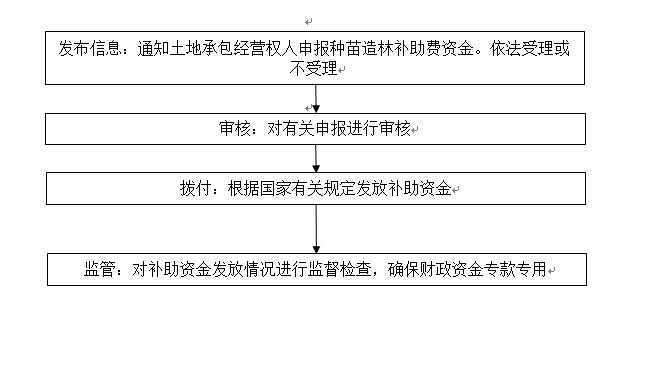 发布信息：通知土地承包经营权人申报种苗造林补助费资金。依法受理或
不受理
审核：对有关申报进行审核
拨付：根据国家有关规定发放补助资金
监管：对补助资金发放情况进行监督检查，确保财政资金专款专用